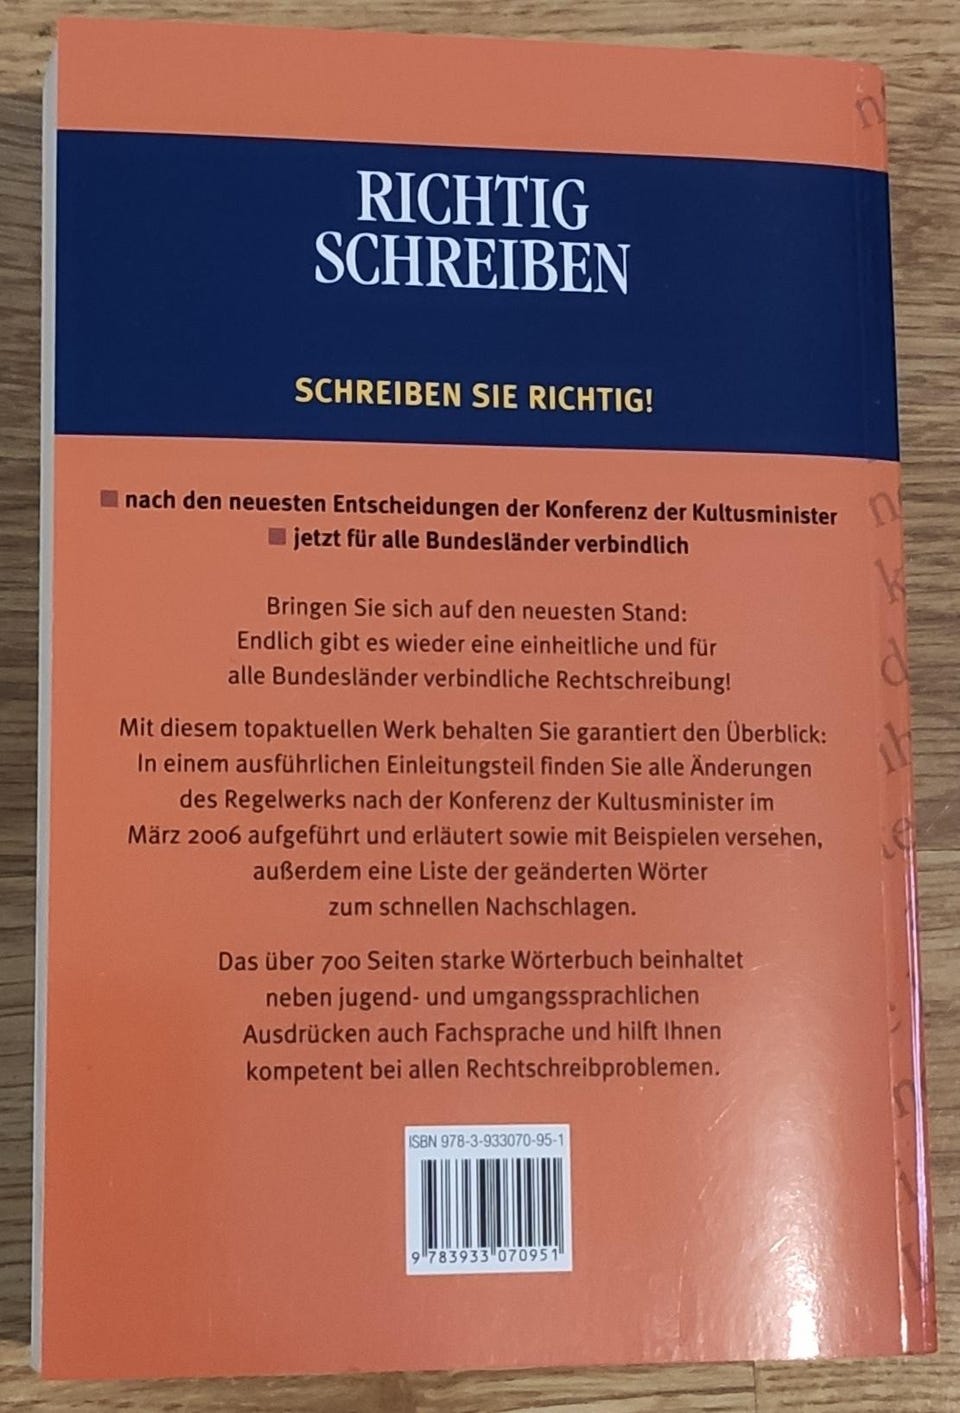 RICHTIG
SCHREIBEN
SCHREIBEN SIE RICHTIG!
nach den neuesten Entscheidungen der Konferenz der Kultusminister
jetzt für alle Bundesländer verbindlich
Bringen Sie sich auf den neuesten Stand:
Endlich gibt es wieder eine einheitliche und für
alle Bundesländer verbindliche Rechtschreibung!
Mit diesem topaktuellen Werk behalten Sie garantiert den Überblick:
In einem ausführlichen Einleitungsteil finden Sie alle Änderungen
des Regelwerks nach der Konferenz der Kultusminister im
März 2006 aufgeführt und erläutert sowie mit Beispielen versehen,
außerdem eine Liste der geänderten Wörter
zum schnellen Nachschlagen.
Das über 700 Seiten starke Wörterbuch beinhaltet
neben jugend- und umgangssprachlichen
Ausdrücken auch Fachsprache und hilft Ihnen
kompetent bei allen Rechtschreibproblemen.
ISBN 978-3-933070-95-1
9 783933 070951